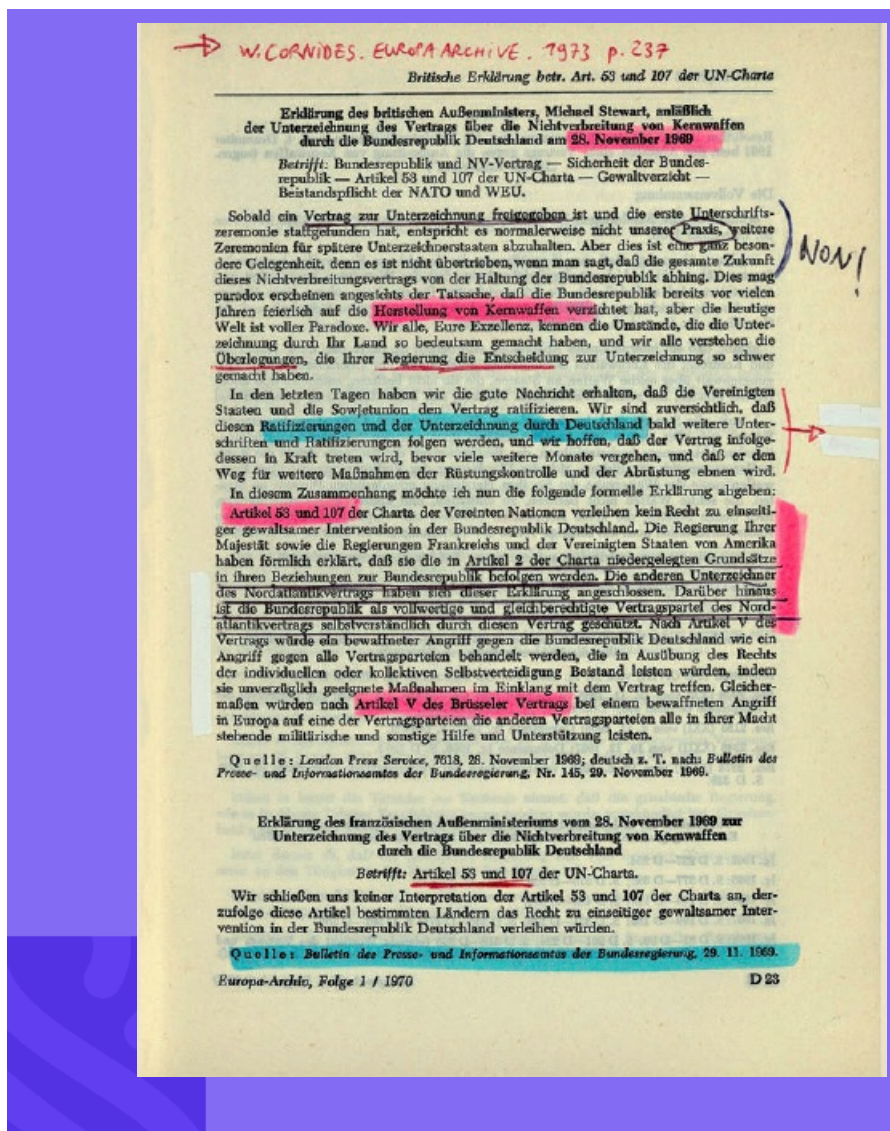 → W. CORNIDES. EUROPA ARCHIVE. 1973 p. 237
Britische Erklärung betr. Art. 53 und 107 der UN-Charta
Erklärung des britischen Außenministers, Michael Stewart, anläßlich
der Unterzeichnung des Vertrags über die Nichtverbreitung von Kernwaffen
durch die Bundesrepublik Deutschland am 28. November 1969
Betrifft: Bundesrepublik und NV-Vertrag — Sicherheit der Bundes-
republik — Artikel 53 und 107 der UN-Charta — Gewaltverzicht —
Beistandspflicht der NATO und WEU.
Sobald ein Vertrag zur Unterzeichnung freigegeben ist und die erste Unterschrifts-
zeremonie stattgefunden hat, entspricht es normalerweise nicht unserer Praxis, weitere
Zeremonien für spätere Unterzeichnerstaaten abzuhalten. Aber dies ist eine ganz beson-
dere Gelegenheit, denn es ist nicht übertrieben, wenn man sagt, daß die gesamte Zukunft
dieses Nichtverbreitungsvertrags von der Haltung der Bundesrepublik abhing. Dies mag
NON!
paradox erscheinen angesichts der Tatsache, daß die Bundesrepublik bereits vor vielen
Jahren feierlich auf die Herstellung von Kernwaffen verzichtet hat, aber die heutige
Welt ist voller Paradoxe. Wir alle, Eure Exzellenz, kennen die Umstände, die die Unter-
zeichnung durch Ihr Land so bedeutsam gemacht haben, und wir alle verstehen die
Überlegungen, die Ihrer Regierung die Entscheidung zur Unterzeichnung so schwer
gemacht haben.
In den letzten Tagen haben wir die gute Nachricht erhalten, daß die Vereinigten
Staaten und die Sowjetunion den Vertrag ratifizieren. Wir sind zuversichtlich, daß
diesen Ratifizierungen und der Unterzeichnung durch Deutschland bald weitere Unter-
schriften und Ratifizierungen folgen werden, und wir hoffen, daß der Vertrag infolge-
dessen in Kraft treten wird, bevor viele weitere Monate vergehen, und daß er den
Weg für weitere Maßnahmen der Rüstungskontrolle und der Abrüstung ebnen wird.
In diesem Zusammenhang möchte ich nun die folgende formelle Erklärung abgeben:
Artikel 53 und 107 der Charta der Vereinten Nationen verleihen kein Recht zu einseiti-
ger gewaltsamer Intervention in der Bundesrepublik Deutschland. Die Regierung Ihrer
Majestät sowie die Regierungen Frankreichs und der Vereinigten Staaten von Amerika
haben förmlich erklärt, daß sie die in Artikel 2 der Charta niedergelegten Grundsätze
in ihren Beziehungen zur Bundesrepublik befolgen werden. Die anderen Unterzeichner
des Nordatlantikvertrags haben sich dieser Erklärung angeschlossen. Darüber hinaus
ist die Bundesrepublik als vollwertige und gleichberechtigte Vertragspartei des Nord-
atlantikvertrags selbstverständlich durch diesen Vertrag geschützt. Nach Artikel V des
Vertrags würde ein bewaffneter Angriff gegen die Bundesrepublik Deutschland wie ein
Angriff gegen alle Vertragsparteien behandelt werden, die in Ausübung des Rechts
der individuellen oder kollektiven Selbstverteidigung Beistand leisten würden, indem
sie unverzüglich geeignete Maßnahmen im Einklang mit dem Vertrag treffen. Gleicher-
maßen würden nach Artikel V des Brüsseler Vertrags bei einem bewaffneten Angriff
in Europa auf eine der Vertragsparteien die anderen Vertragsparteien alle in ihrer Macht
stehende militärische und sonstige Hilfe und Unterstützung leisten.
Quelle: London Press Service, 7618, 28. November 1969; deutsch z. T. nach: Bulletin des
Presse- und Informationsamtes der Bundesregierung, Nr. 145, 29. November 1969.
Erklärung des französischen Außenministeriums vom 28. November 1969 zur
Unterzeichnung des Vertrags über die Nichtverbreitung von Kernwaffen
durch die Bundesrepublik Deutschland
Betrifft: Artikel 53 und 107 der UN-Charta.
Wir schließen uns keiner Interpretation der Artikel 53 und 107 der Charta an, der-
zufolge diese Artikel bestimmten Ländern das Recht zu einseitiger gewaltsamer Inter-
vention in der Bundesrepublik Deutschland verleihen würden.
Quelle: Bulletin des Presse- und Informationsamtes der Bundesregierung, 29. 11. 1969.
Europa-Archiv, Folge 1 / 1970 D 23